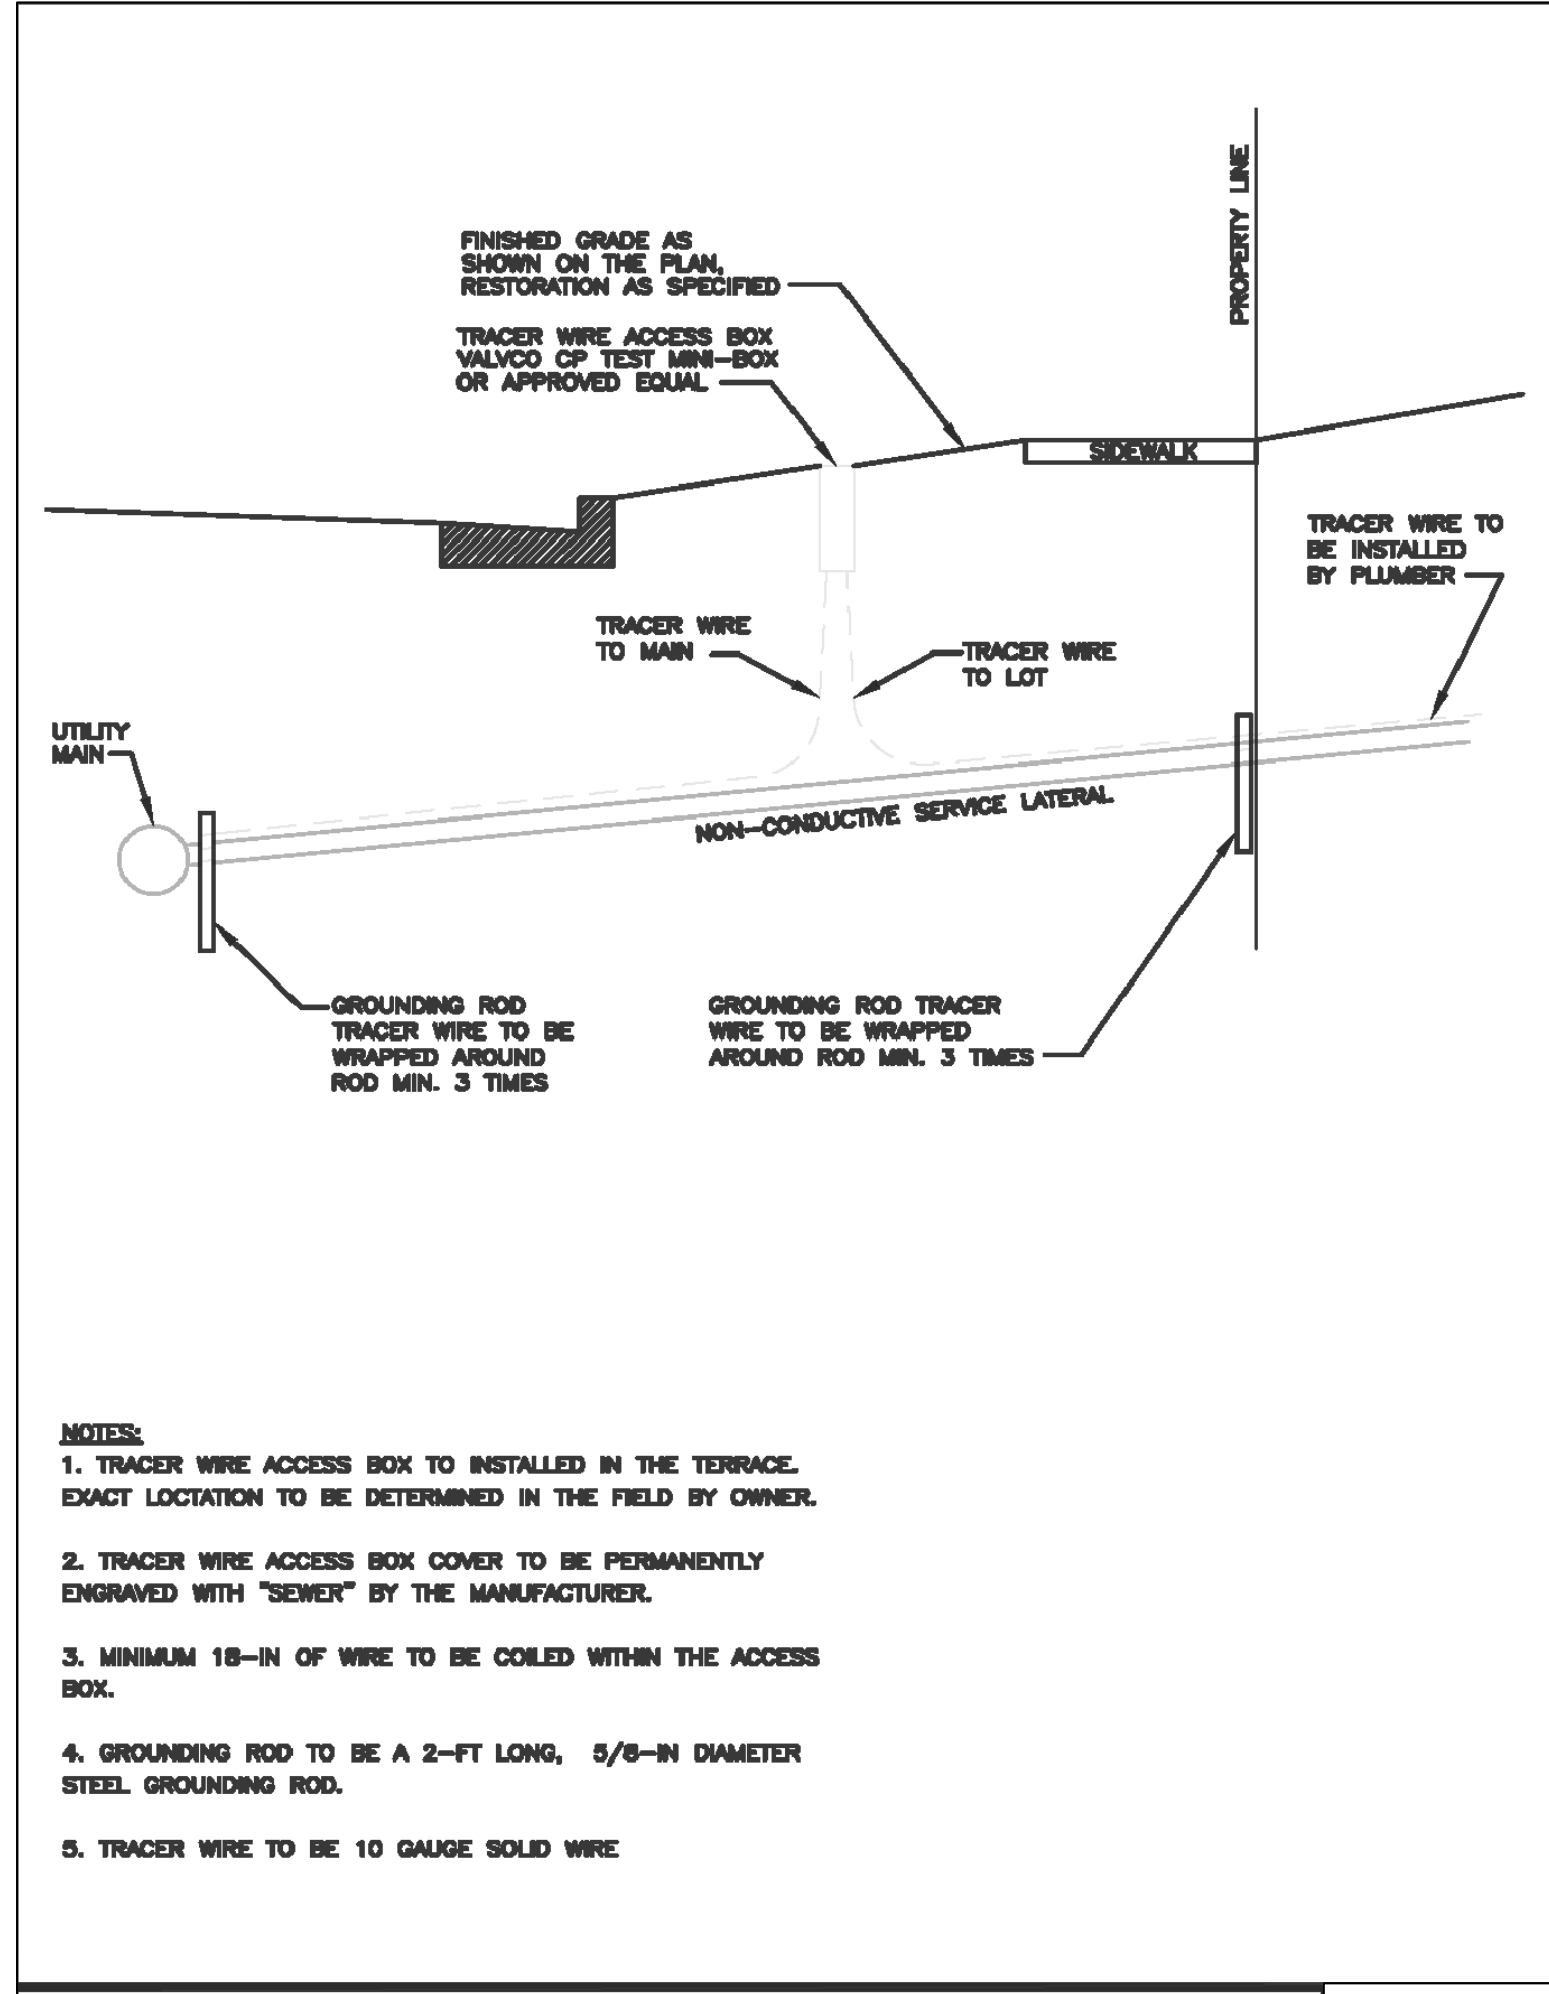 PROPERTY LINE
FINISHED GRADE AS
SHOWN ON THE PLAN,
RESTORATION AS SPECIFIED
TRACER WIRE ACCESS BOX
VALVCO CP TEST MINI-BOX
OR APPROVED EQUAL
SIDEWALK
TRACER WIRE TO
BE INSTALLED
BY PLUMBER
TRACER WIRE
TO MAIN
TRACER WIRE
TO LOT
UTILITY
MAIN
NON-CONDUCTIVE SERVICE LATERAL
GROUNDING ROD
TRACER WIRE TO BE
WRAPPED AROUND
ROD MIN. 3 TIMES
GROUNDING ROD TRACER
WIRE TO BE WRAPPED
AROUND ROD MIN. 3 TIMES
NOTES:
1. TRACER WIRE ACCESS BOX TO INSTALLED IN THE TERRACE.
EXACT LOCTATION TO BE DETERMINED IN THE FIELD BY OWNER.
2. TRACER WIRE ACCESS BOX COVER TO BE PERMANENTLY
ENGRAVED WITH "SEWER" BY THE MANUFACTURER.
3. MINIMUM 18-IN OF WIRE TO BE COILED WITHIN THE ACCESS
BOX.
4. GROUNDING ROD TO BE A 2-FT LONG, 5/8-IN DIAMETER
STEEL GROUNDING ROD.
5. TRACER WIRE TO BE 10 GAUGE SOLID WIRE